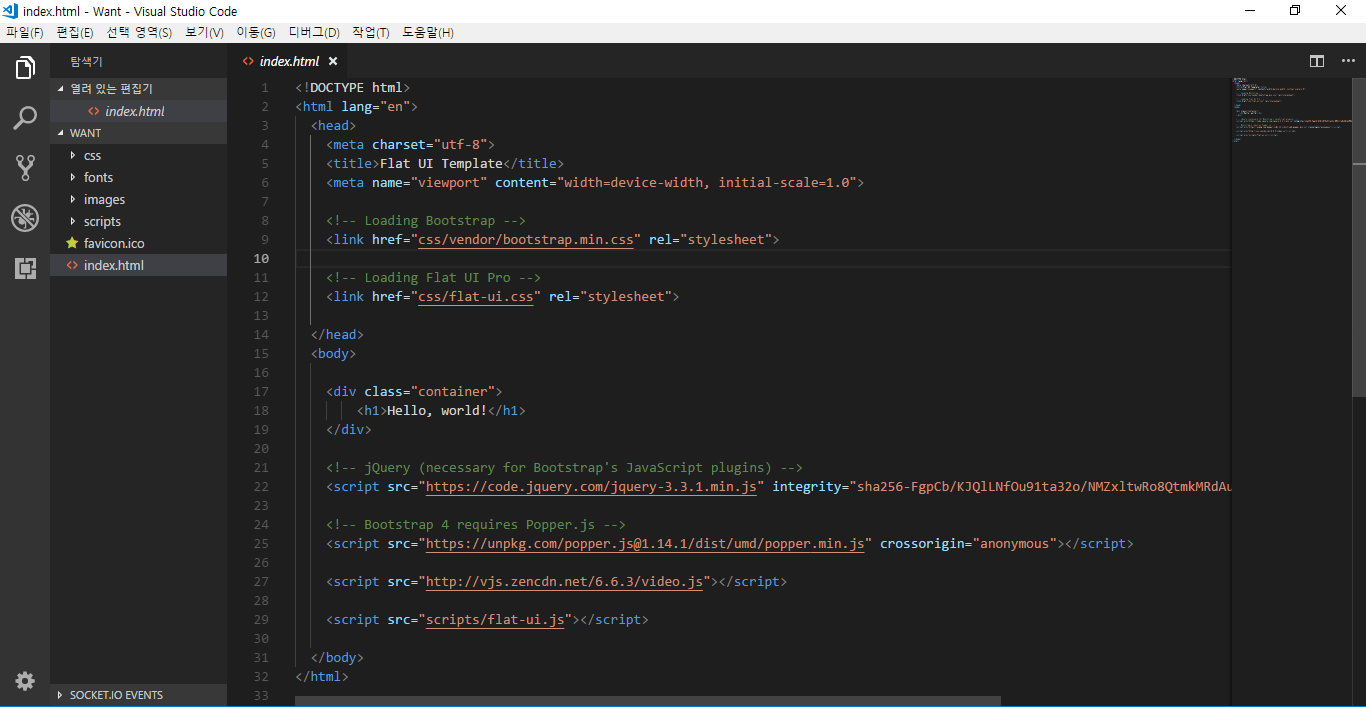 index.html - Want - Visual Studio Code
파일(F) 편집(E) 선택 영역(S) 보기(V) 이동(G) 디버그(D) 작업(T) 도움말(H)
탐색기
열려 있는 편집기
index.html
WANT
css
fonts
images
scripts
favicon.ico
index.html
SOCKET.IO EVENTS
index.html
1 <!DOCTYPE html>
2 <html lang="en">
3 <head>
4 <meta charset="utf-8">
5 <title>Flat UI Template</title>
6 <meta name="viewport" content="width=device-width, initial-scale=1.0">
7
8 <!-- Loading Bootstrap -->
9 <link href="css/vendor/bootstrap.min.css" rel="stylesheet">
10
11 <!-- Loading Flat UI Pro -->
12 <link href="css/flat-ui.css" rel="stylesheet">
13
14 </head>
15 <body>
16
17 <div class="container">
18 <h1>Hello, world!</h1>
19 </div>
20
21 <!-- jQuery (necessary for Bootstrap's JavaScript plugins) -->
22 <script src="https://code.jquery.com/jquery-3.3.1.min.js" integrity="sha256-FgpCb/KJQlLNfOu91ta32o/NMZxltwRo8QtmkMRdAu
23
24 <!-- Bootstrap 4 requires Popper.js -->
25 <script src="https://unpkg.com/popper.js@1.14.1/dist/umd/popper.min.js" crossorigin="anonymous"></script>
26
27 <script src="http://vjs.zencdn.net/6.6.3/video.js"></script>
28
29 <script src="scripts/flat-ui.js"></script>
30
31 </body>
32 </html>
33